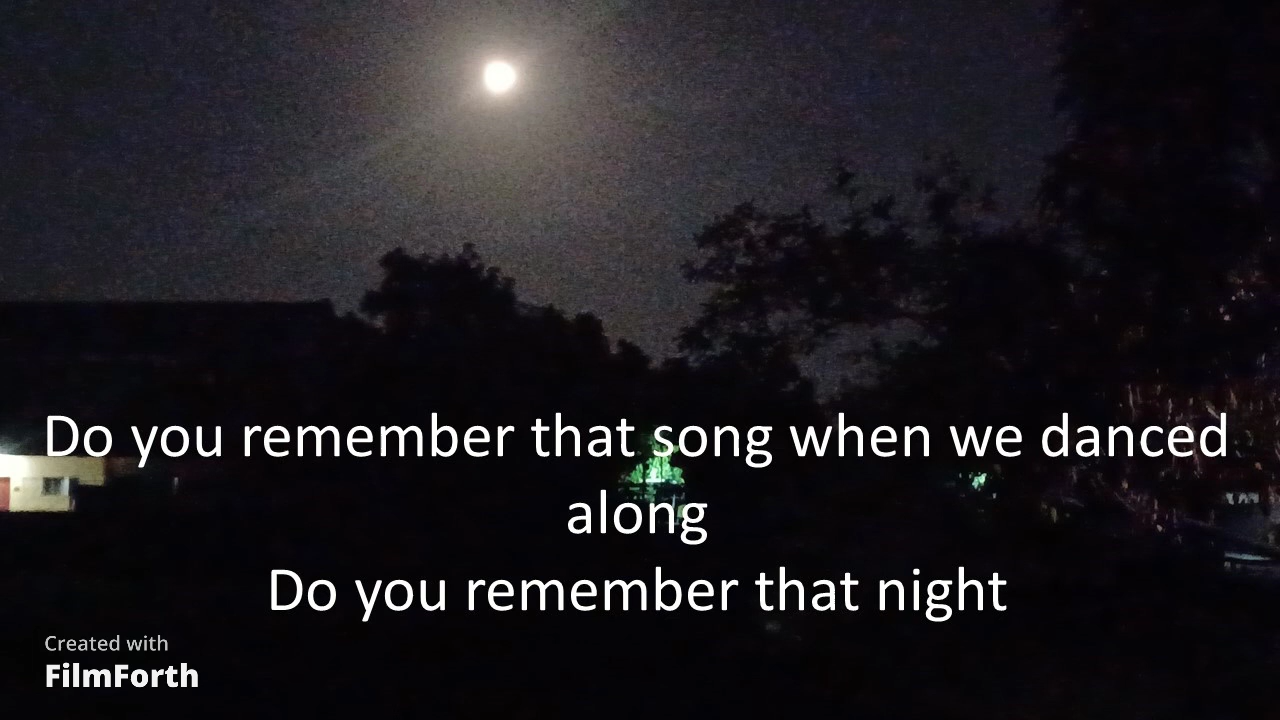 Do you remember that song when we danced
along
Do you remember that night
Created with
FilmForth